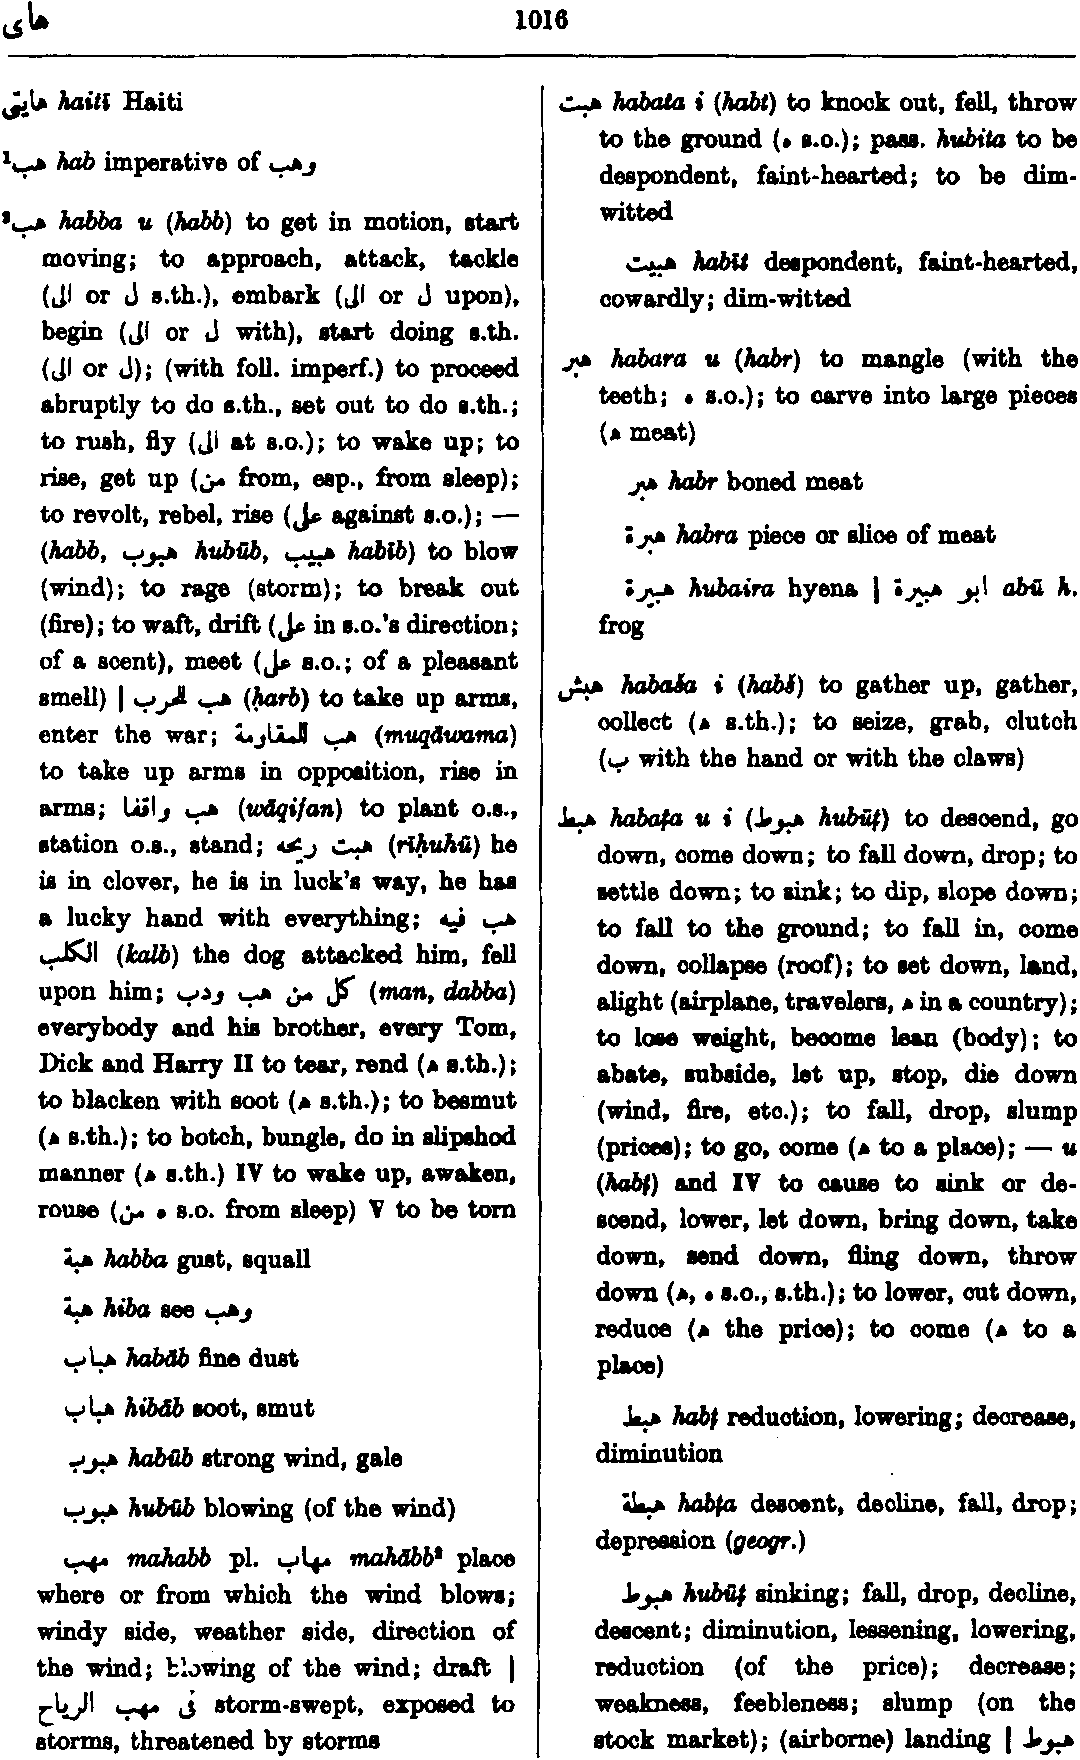 هاى
1016
هايتى haitī Haiti
¹هب hab imperative of وهب
²هب habba u (habb) to get in motion, start
moving; to approach, attack, tackle
(ل or الى s.th.), embark (ل or الى upon),
begin (ل or الى with), start doing s.th.
(ل or الى); (with foll. imperf.) to proceed
abruptly to do s.th., set out to do s.th.;
to rush, fly (الى at s.o.); to wake up; to
rise, get up (من from, esp., from sleep);
to revolt, rebel, rise (على against s.o.); —
(habb, هبوب hubūb, هبيب habīb) to blow
(wind); to rage (storm); to break out
(fire); to waft, drift (على in s.o.'s direction;
of a scent), meet (على s.o.; of a pleasant
smell) | هب للحرب (ḥarb) to take up arms,
enter the war; هب للمقاومة (muqāwama)
to take up arms in opposition, rise in
arms; هب واقفا (wāqifan) to plant o.s.,
station o.s., stand; هبت ريحه (rīḥuhū) he
is in clover, he is in luck's way, he has
a lucky hand with everything; هب فيه
الكلب (kalb) the dog attacked him, fell
upon him; كل من هب ودب (man, dabba)
everybody and his brother, every Tom,
Dick and Harry II to tear, rend (ه s.th.);
to blacken with soot (ه s.th.); to besmut
(ه s.th.); to botch, bungle, do in slipshod
manner (ه s.th.) IV to wake up, awaken,
rouse (ه من s.o. from sleep) V to be torn
هبة habba gust, squall
هبة hiba see وهب
هباب habāb fine dust
هباب hibāb soot, smut
هبوب habūb strong wind, gale
هبوب hubūb blowing (of the wind)
مهب mahabb pl. مهاب mahābb² place
where or from which the wind blows;
windy side, weather side, direction of
the wind; blowing of the wind; draft |
فى مهب الرياح storm-swept, exposed to
storms, threatened by storms
هبت habata i (habt) to knock out, fell, throw
to the ground (ه s.o.); pass. hubita to be
despondent, faint-hearted; to be dim-
witted
هبيت habīt despondent, faint-hearted,
cowardly; dim-witted
هبر habara u (habr) to mangle (with the
teeth; ه s.o.); to carve into large pieces
(ه meat)
هبر habr boned meat
هبرة habra piece or slice of meat
هبيرة hubaira hyena | ابو هبيرة abū h.
frog
هبش habaša i (habš) to gather up, gather,
collect (ه s.th.); to seize, grab, clutch
(ب with the hand or with the claws)
هبط habaṭa u i (هبوط hubūṭ) to descend, go
down, come down; to fall down, drop; to
settle down; to sink; to dip, slope down;
to fall to the ground; to fall in, come
down, collapse (roof); to set down, land,
alight (airplane, travelers, ه in a country);
to lose weight, become lean (body); to
abate, subside, let up, stop, die down
(wind, fire, etc.); to fall, drop, slump
(prices); to go, come (ه to a place); — u
(habṭ) and IV to cause to sink or de-
scend, lower, let down, bring down, take
down, send down, fling down, throw
down (ه, ه s.o., s.th.); to lower, cut down,
reduce (ه the price); to come (ه to a
place)
هبط habṭ reduction, lowering; decrease,
diminution
هبطة habṭa descent, decline, fall, drop;
depression (geogr.)
هبوط hubūṭ sinking; fall, drop, decline,
descent; diminution, lessening, lowering,
reduction (of the price); decrease;
weakness, feebleness; slump (on the
stock market); (airborne) landing | هبوط